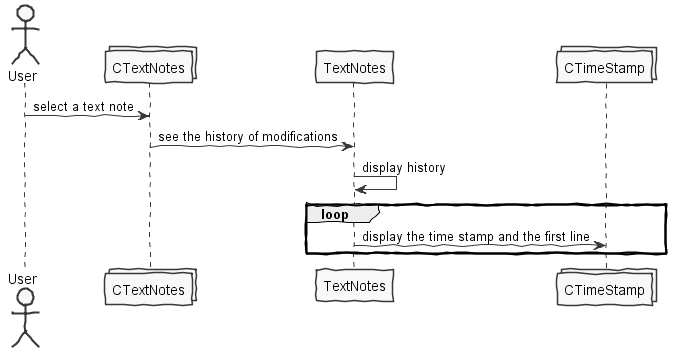 User
CTextNotes
TextNotes
CTimeStamp
select a text note
see the history of modifications
display history
loop
display the time stamp and the first line
User
CTextNotes
TextNotes
CTimeStamp